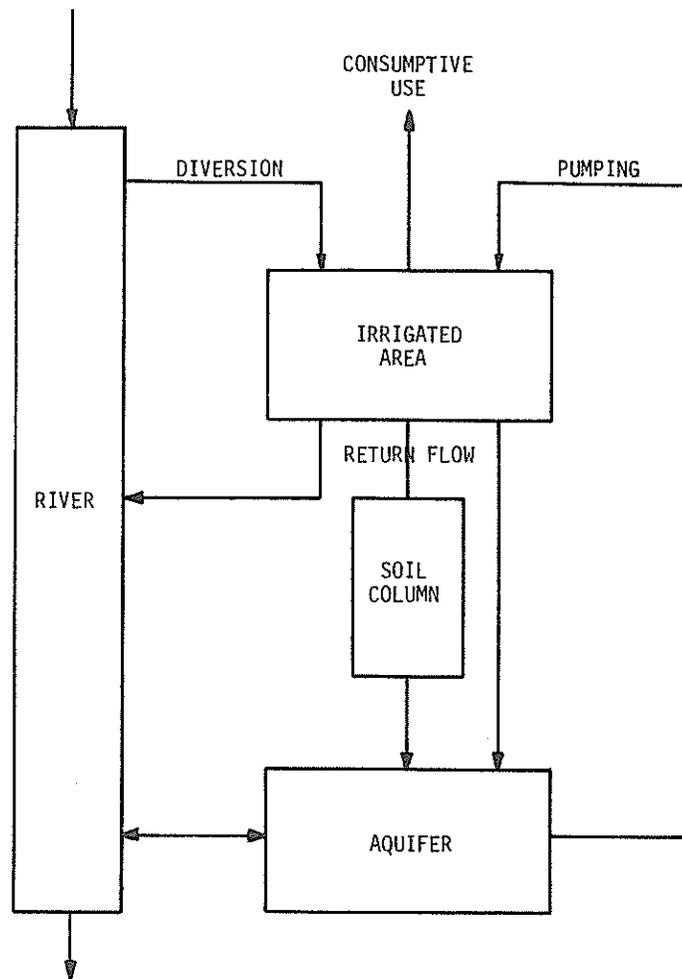 CONSUMPTIVE
USE
DIVERSION
PUMPING
IRRIGATED
AREA
RETURN FLOW
RIVER
SOIL
COLUMN
AQUIFER